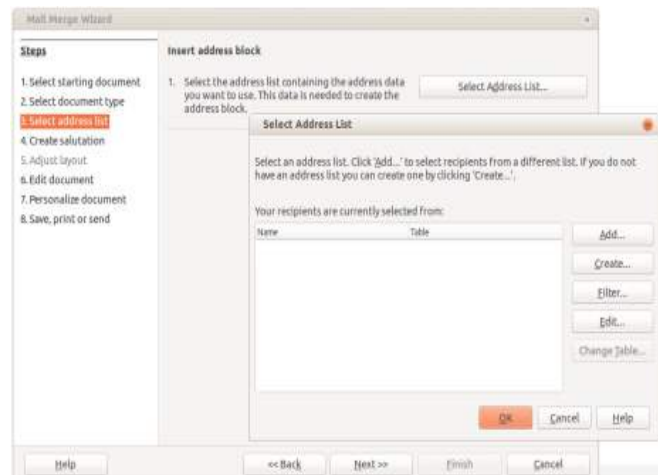 Mail Merge Wizard
Steps
1. Select starting document
2. Select document type
3. Select address list
4. Create salutation
5. Adjust layout
6. Edit document
7. Personalize document
8. Save, print or send
Insert address block
1. Select the address list containing the address data
you want to use. This data is needed to create the
address block.
Select Address List...
Select Address List
Select an address list. Click 'Add...' to select recipients from a different list. If you do not
have an address list you can create one by clicking 'Create...'.
Your recipients are currently selected from:
Name Table
Add...
Create...
Filter...
Edit...
Change Table...
OK Cancel Help
Help << Back Next >> Finish Cancel